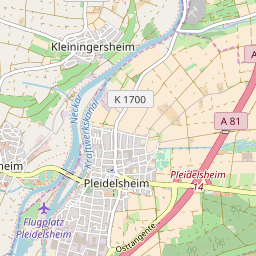 Kleiningersheim
K 1700
Neckar
Kraftwerkskanal
A 81
Pleidelsheim
14
heim
Pleidelsheim
Flugplatz
Pleidelsheim
Ostrangente